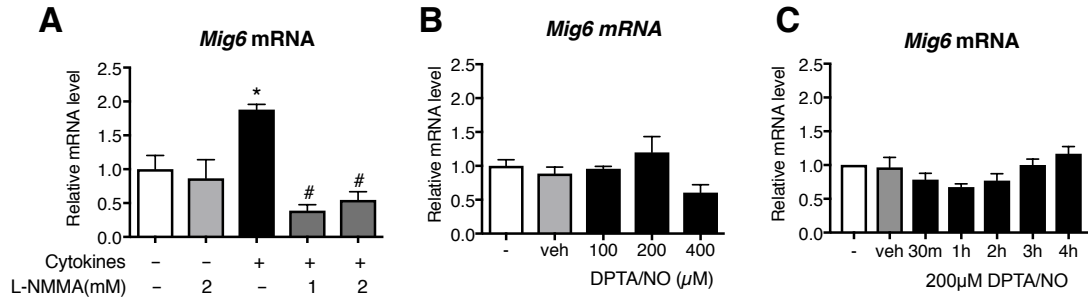 A
Mig6 mRNA
Relative mRNA level
2.5
2.0
1.5
1.0
0.5
0.0
*
#
#
Cytokines – – + + +
L-NMMA(mM) – 2 – 1 2
B
Mig6 mRNA
Relative mRNA level
2.5
2.0
1.5
1.0
0.5
0.0
- veh 100 200 400
DPTA/NO (µM)
C
Mig6 mRNA
Relative mRNA level
2.5
2.0
1.5
1.0
0.5
0.0
- veh 30m 1h 2h 3h 4h
200µM DPTA/NO